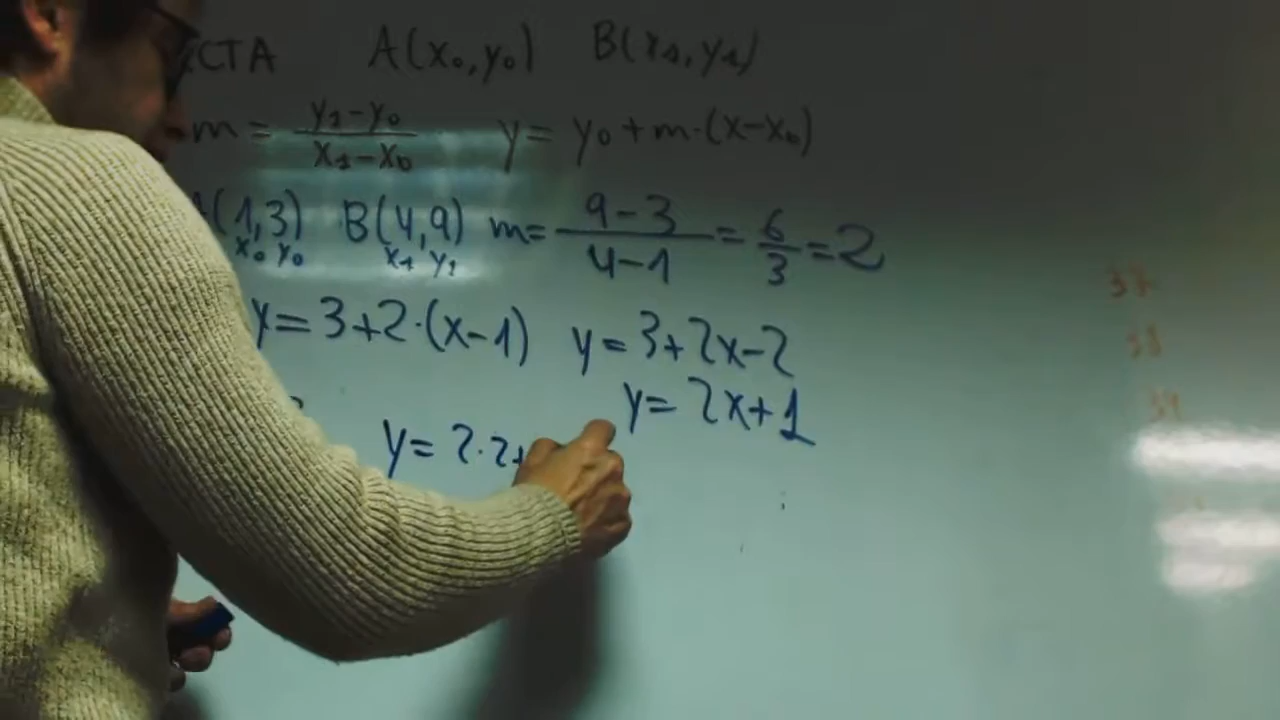 A(x₀,y₀) B(x₁,y₁)
m = (y₁-y₀)/(x₁-x₀) y = y₀+m·(x-x₀)
A(1,3) B(4,9) m = (9-3)/(4-1) = 6/3 = 2
x₀ y₀ x₁ y₁
y = 3+2·(x-1) y = 3+2x-2
y = 2x+1
y = 2·2+